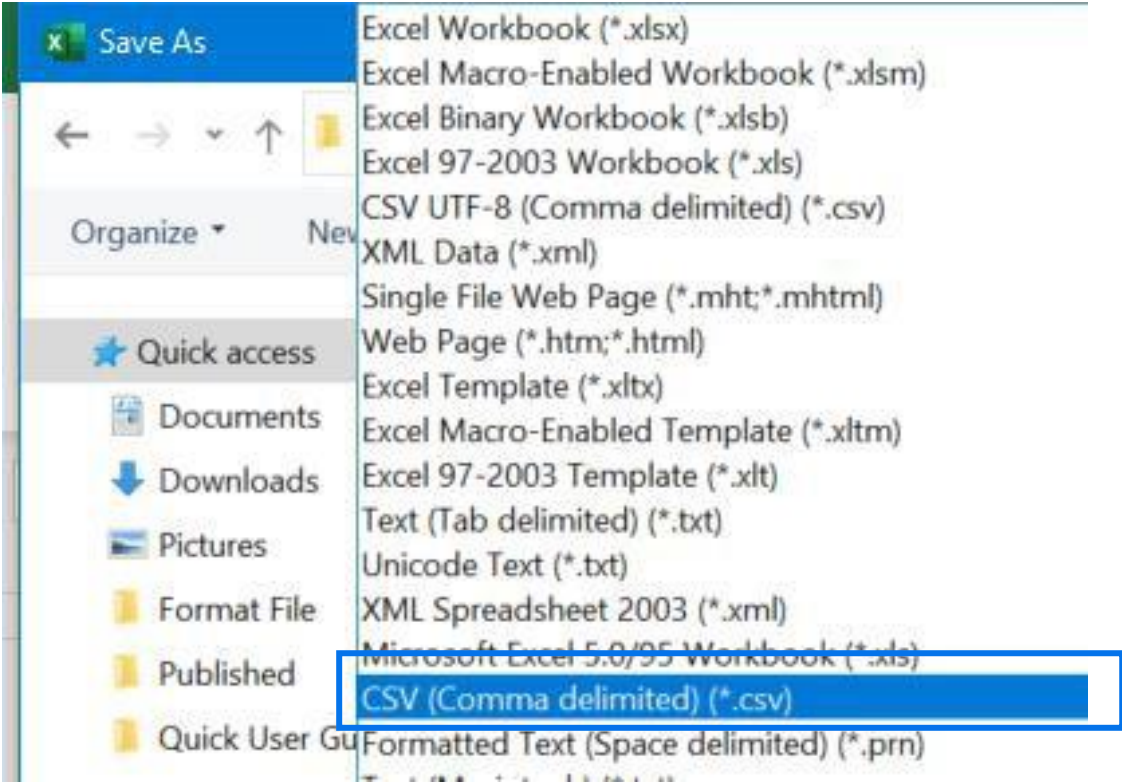 Save As
Organize
New
Quick access
Documents
Downloads
Pictures
Format File
Published
Quick User Gu
Excel Workbook (*.xlsx)
Excel Macro-Enabled Workbook (*.xlsm)
Excel Binary Workbook (*.xlsb)
Excel 97-2003 Workbook (*.xls)
CSV UTF-8 (Comma delimited) (*.csv)
XML Data (*.xml)
Single File Web Page (*.mht;*.mhtml)
Web Page (*.htm;*.html)
Excel Template (*.xltx)
Excel Macro-Enabled Template (*.xltm)
Excel 97-2003 Template (*.xlt)
Text (Tab delimited) (*.txt)
Unicode Text (*.txt)
XML Spreadsheet 2003 (*.xml)
Microsoft Excel 5.0/95 Workbook (*.xls)
CSV (Comma delimited) (*.csv)
Formatted Text (Space delimited) (*.prn)